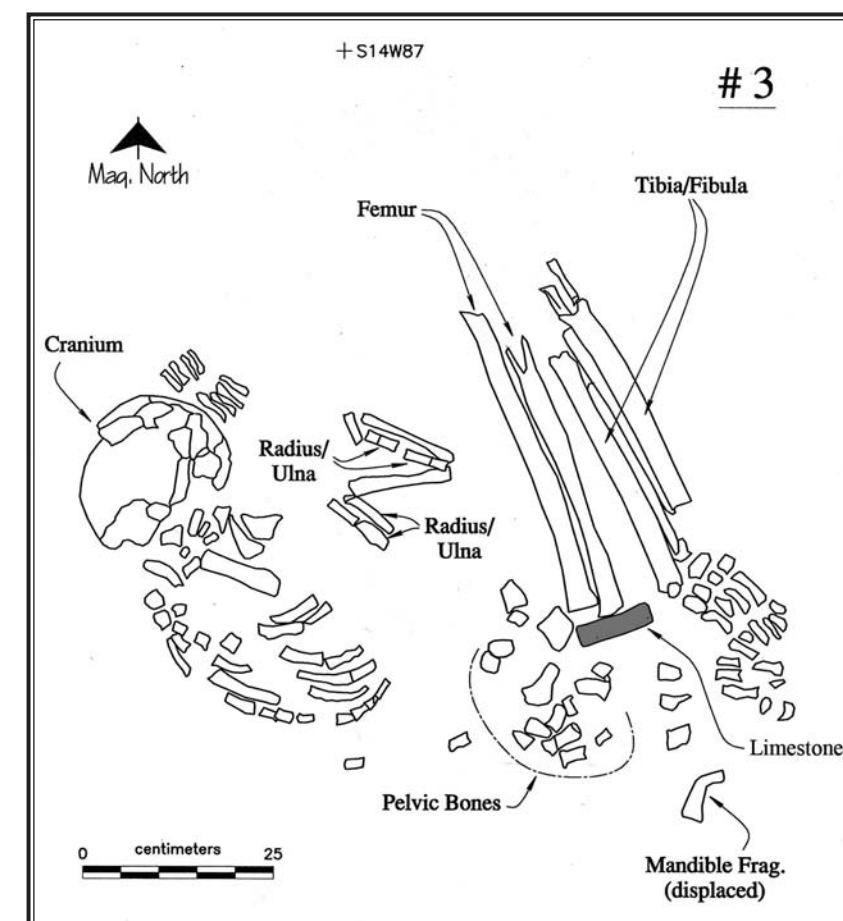 + S14W87
# 3
Mag. North
Tibia/Fibula
Femur
Cranium
Radius/
Ulna
Radius/
Ulna
Limestone
Pelvic Bones
Mandible Frag.
(displaced)
0 centimeters 25